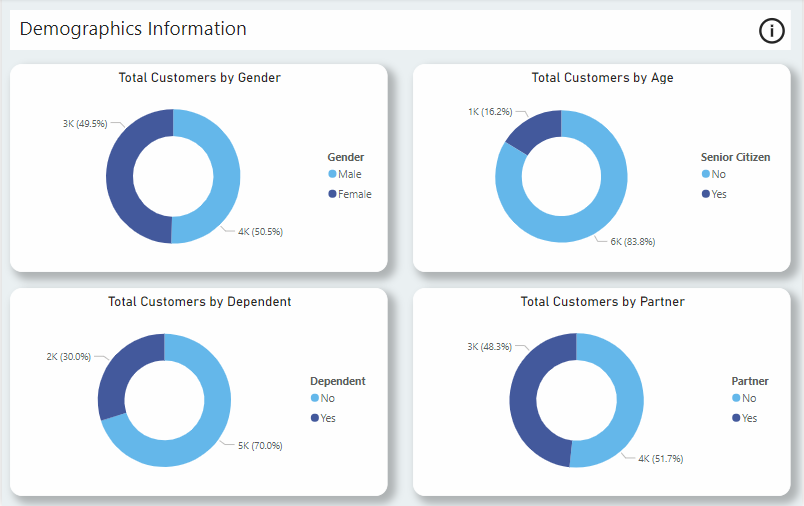 Demographics Information
Total Customers by Gender
3K (49.5%)
4K (50.5%)
Gender
Male
Female
Total Customers by Age
1K (16.2%)
6K (83.8%)
Senior Citizen
No
Yes
Total Customers by Dependent
2K (30.0%)
5K (70.0%)
Dependent
No
Yes
Total Customers by Partner
3K (48.3%)
4K (51.7%)
Partner
No
Yes